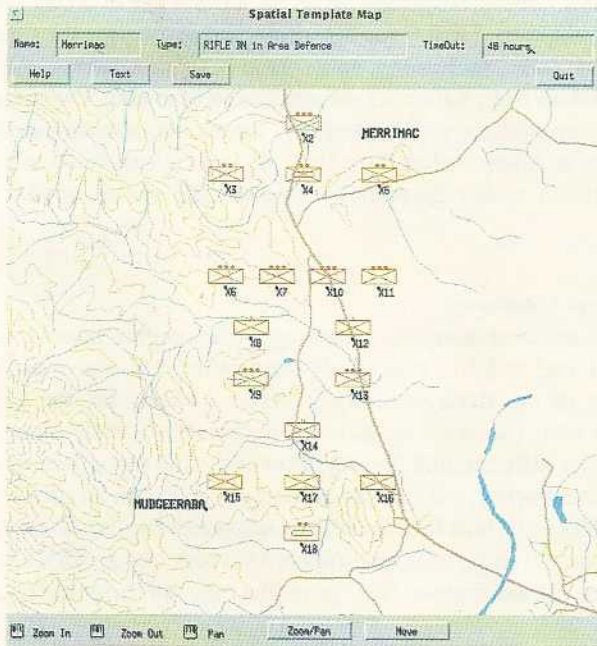 Spatial Template Map
Name: Merrimac Type: RIFLE BN in Area Defence TimeOut: 48 hours
Help Text Save Quit
MERRIMAC
X2
X3 X4 X5
X6 X7 X10 X11
X8 X12
X9 X13
X14
X15 X17 X16
MUDGEERABA
X18
Zoom In Zoom Out Pan Zoom/Pan Move